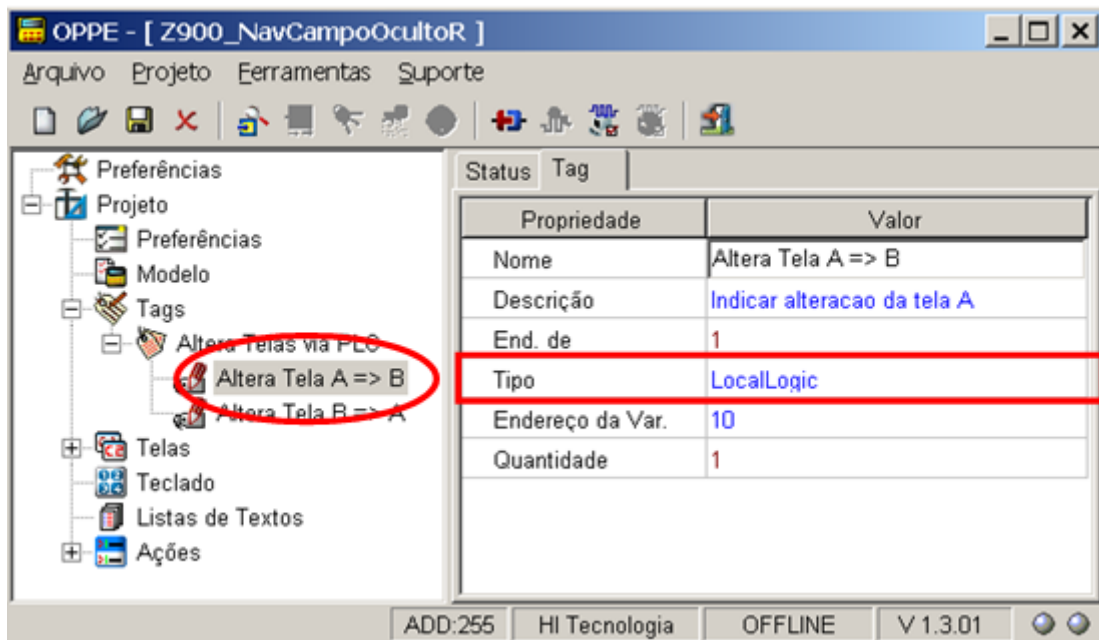 OPPE - [ Z900_NavCampoOcultoR ]
Arquivo Projeto Ferramentas Suporte
Preferências
Projeto
Preferências
Modelo
Tags
Altera Telas via PLC
Altera Tela A => B
Altera Tela B => A
Telas
Teclado
Listas de Textos
Ações
Status Tag
Propriedade Valor
Nome Altera Tela A => B
Descrição Indicar alteracao da tela A
End. de 1
Tipo LocalLogic
Endereço da Var. 10
Quantidade 1
ADD:255 HI Tecnologia OFFLINE V 1.3.01